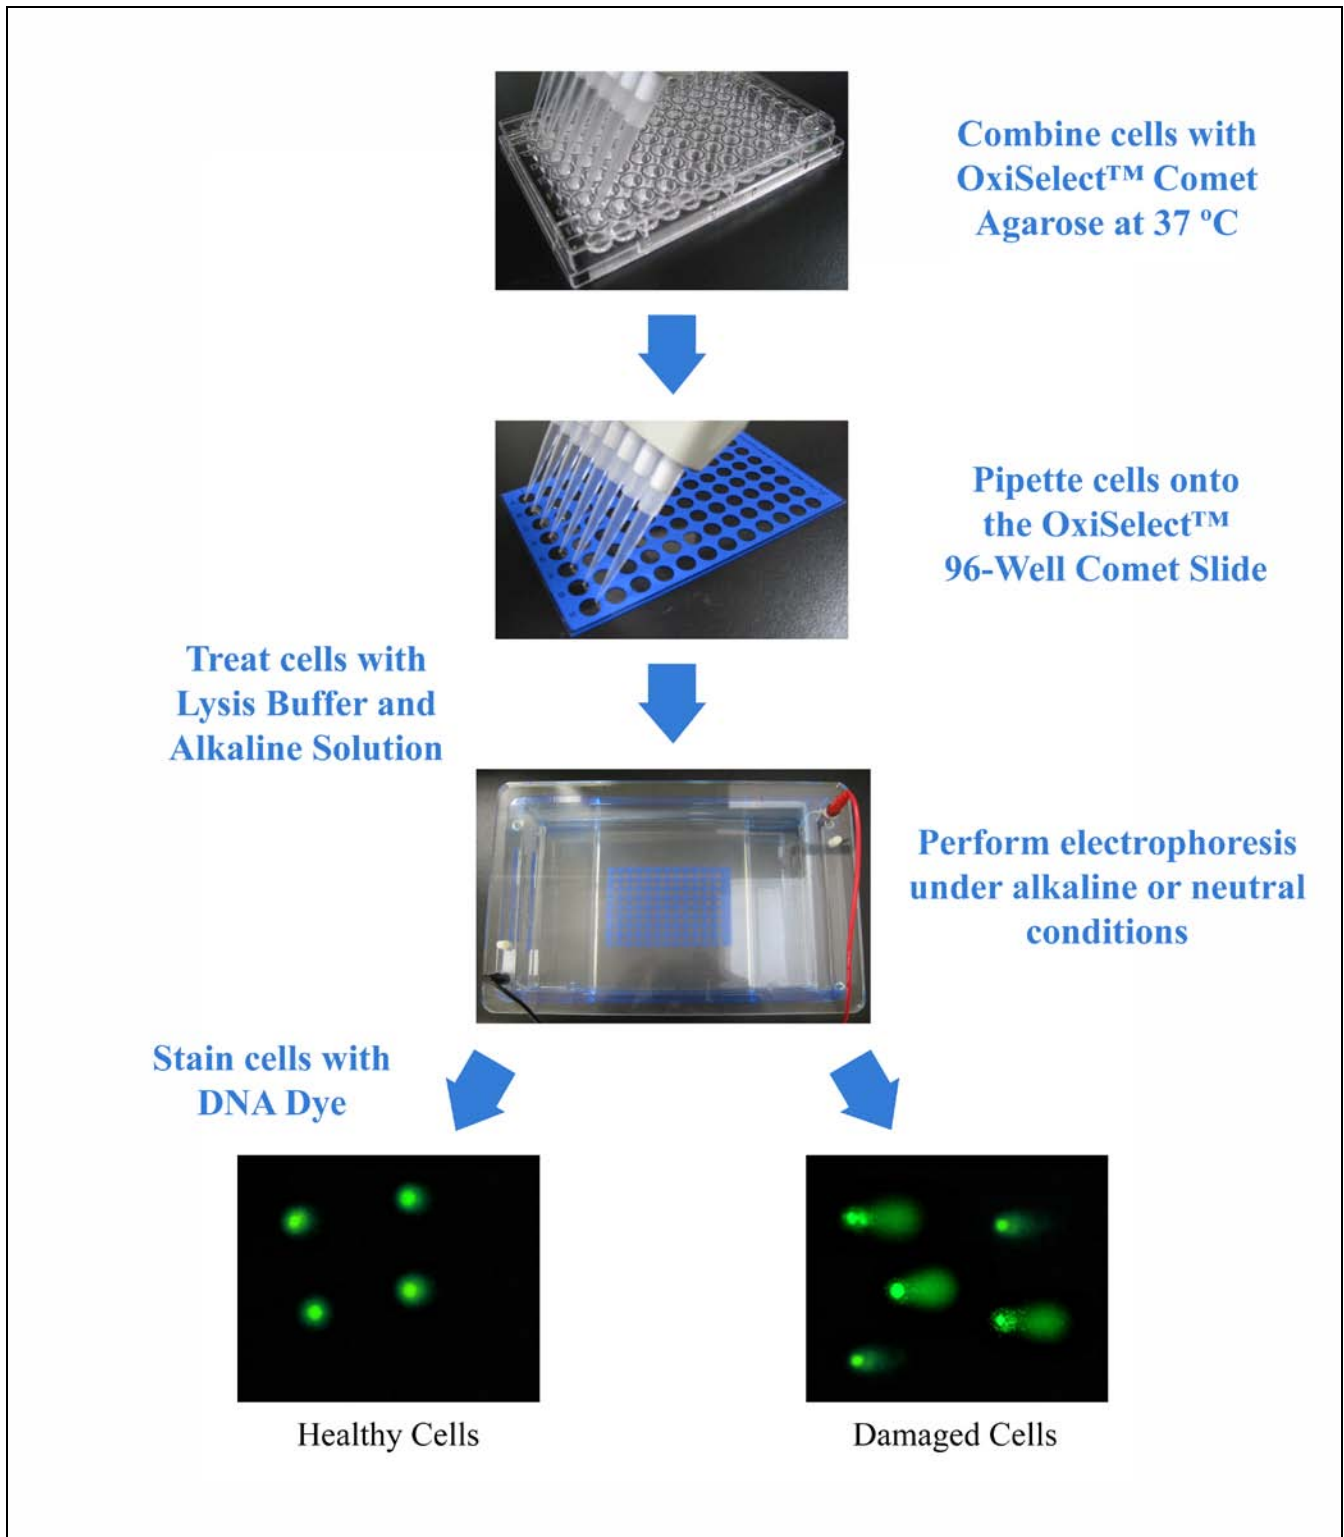 Combine cells with
OxiSelect™ Comet
Agarose at 37 ºC
Pipette cells onto
the OxiSelect™
96-Well Comet Slide
Treat cells with
Lysis Buffer and
Alkaline Solution
Perform electrophoresis
under alkaline or neutral
conditions
Stain cells with
DNA Dye
Healthy Cells
Damaged Cells